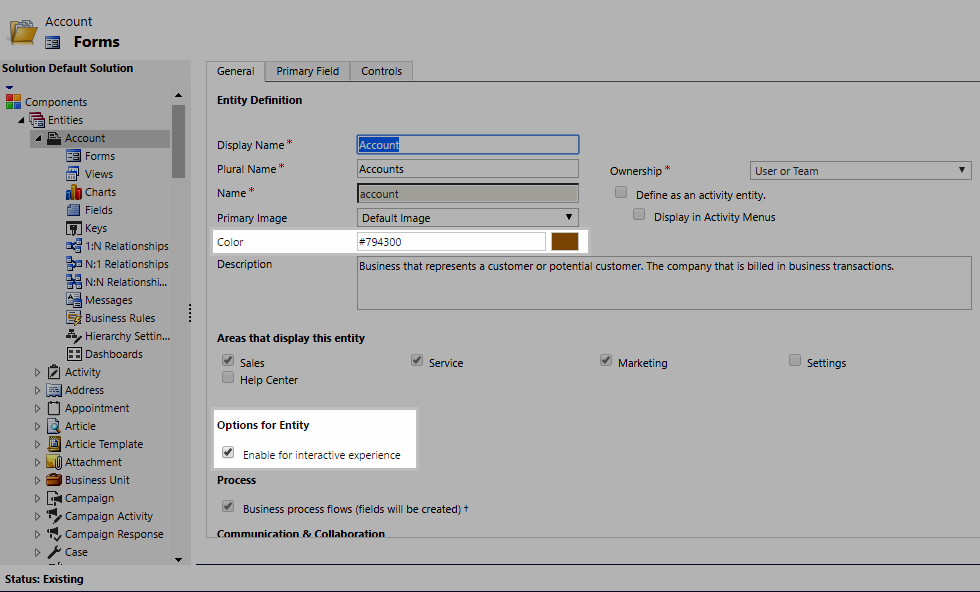 Account
Forms
Solution Default Solution
Components
Entities
Account
Forms
Views
Charts
Fields
Keys
1:N Relationships
N:1 Relationships
N:N Relationshi...
Messages
Business Rules
Hierarchy Settin...
Dashboards
Activity
Address
Appointment
Article
Article Template
Attachment
Business Unit
Campaign
Campaign Activity
Campaign Response
Case
General Primary Field Controls
Entity Definition
Display Name * Account
Plural Name * Accounts
Ownership * User or Team
Name * account
Define as an activity entity.
Primary Image Default Image
Display in Activity Menus
Color #794300
Description Business that represents a customer or potential customer. The company that is billed in business transactions.
Areas that display this entity
Sales Service Marketing Settings
Help Center
Options for Entity
Enable for interactive experience
Process
Business process flows (fields will be created) †
Communication & Collaboration
Status: Existing